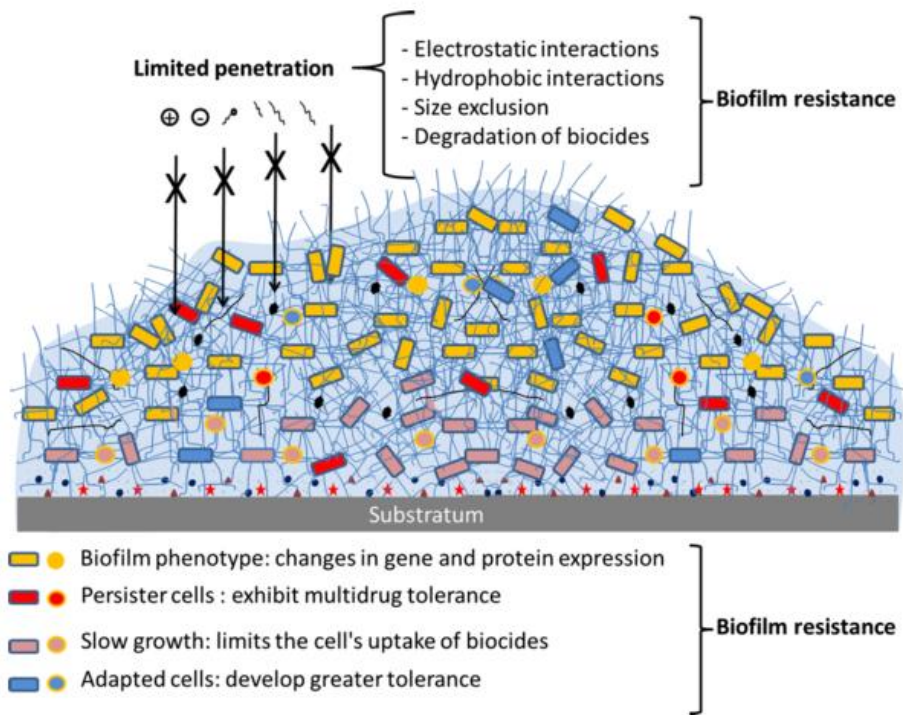 Limited penetration
- Electrostatic interactions
- Hydrophobic interactions
- Size exclusion
- Degradation of biocides
Biofilm resistance
+ -
X X X X
Substratum
Biofilm phenotype: changes in gene and protein expression
Persister cells : exhibit multidrug tolerance
Slow growth: limits the cell's uptake of biocides
Adapted cells: develop greater tolerance
Biofilm resistance